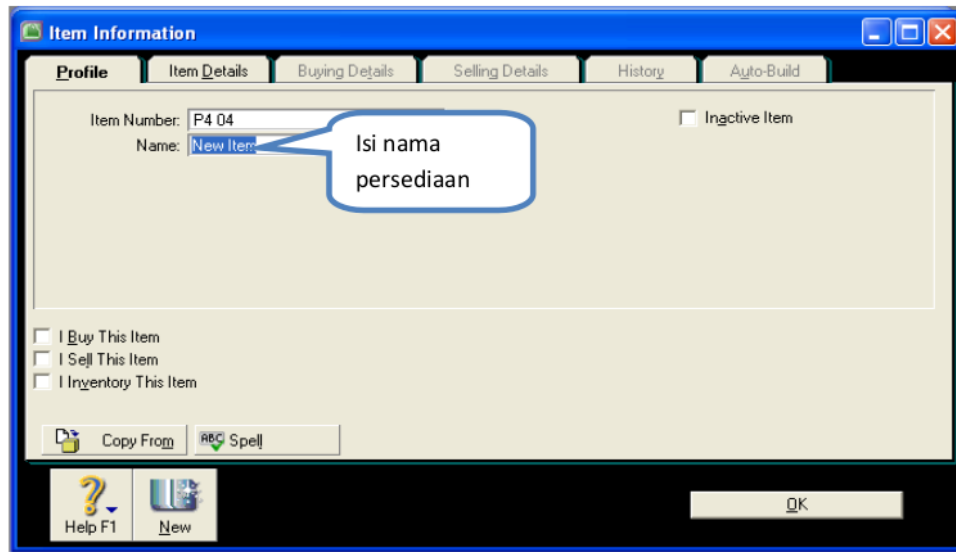 Item Information
Profile Item Details Buying Details Selling Details History Auto-Build
Item Number: P4 04
Inactive Item
Name: New Item
Isi nama
persediaan
I Buy This Item
I Sell This Item
I Inventory This Item
Copy From
ABC Spell
Help F1
New
OK